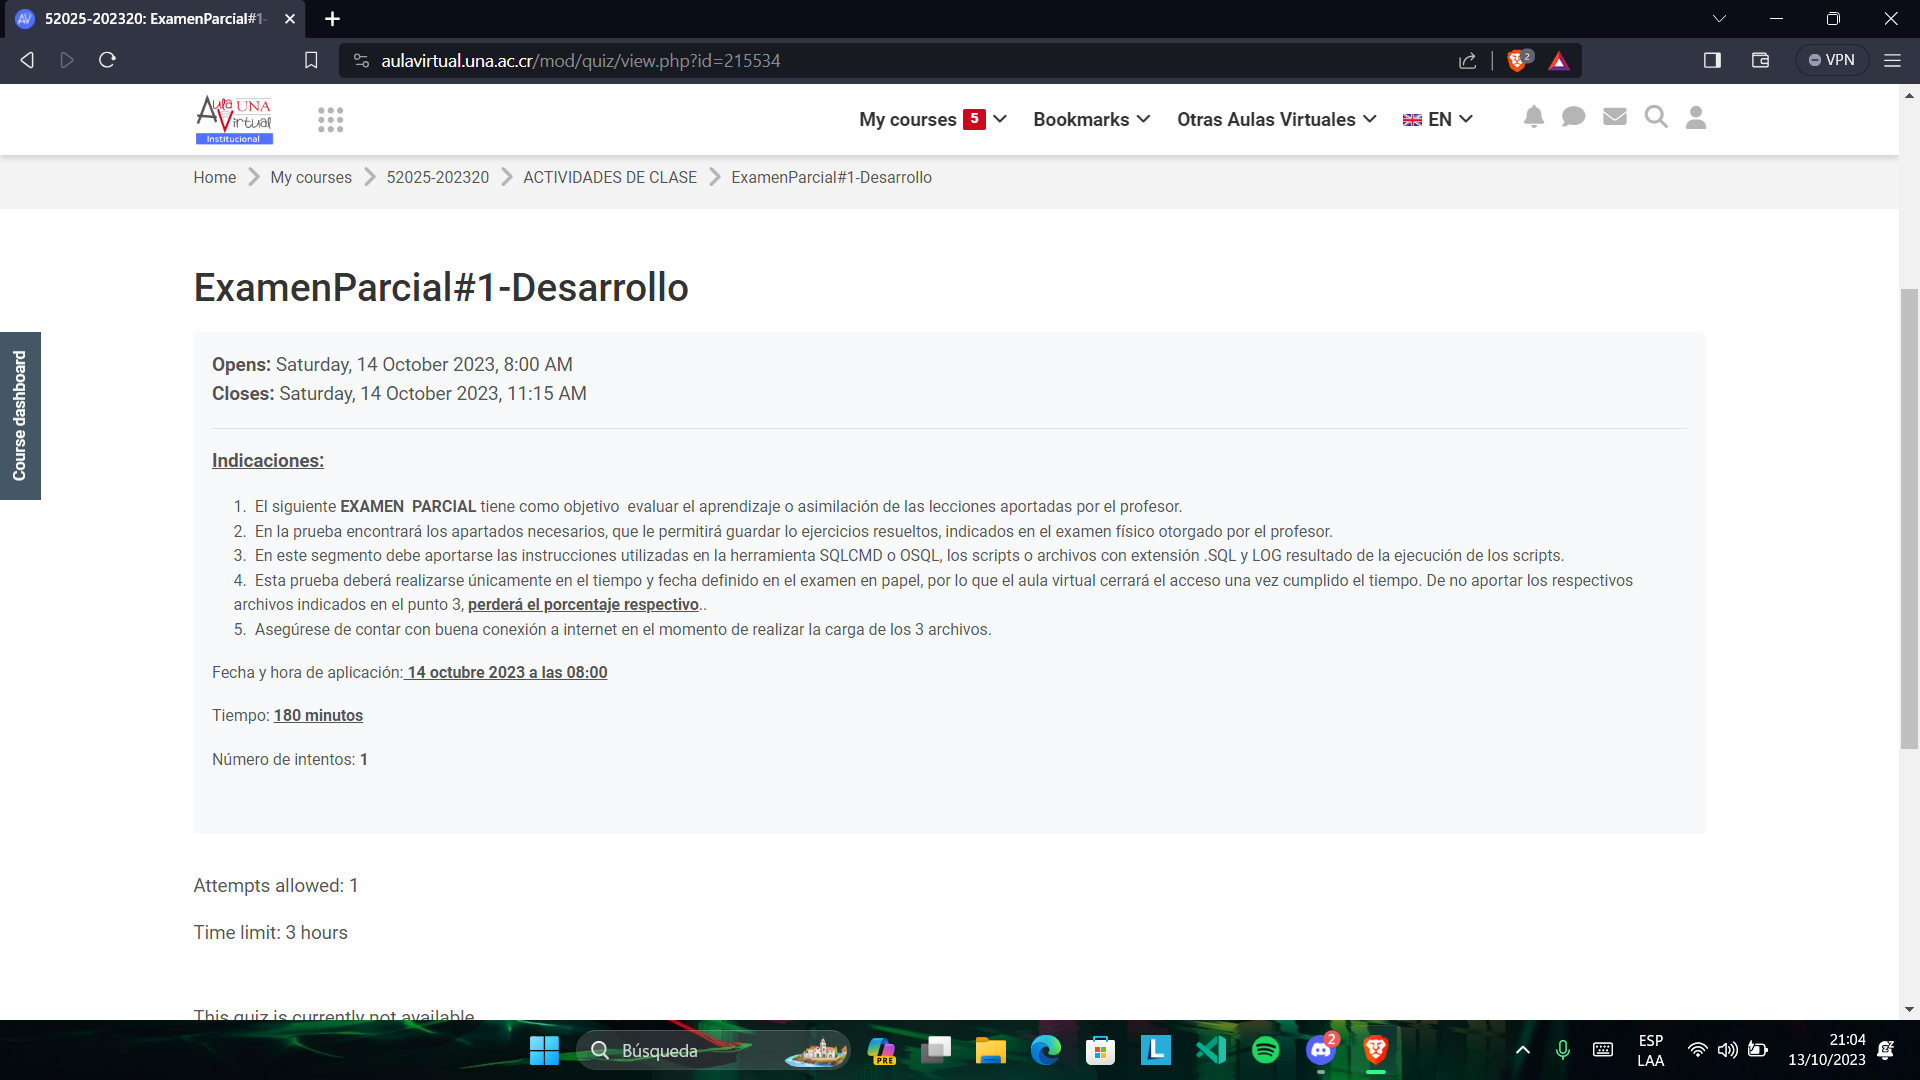 52025-202320: ExamenParcial#1-
aulavirtual.una.ac.cr/mod/quiz/view.php?id=215534
2
VPN
Aula UNA
Virtual
Institucional
My courses 5
Bookmarks
Otras Aulas Virtuales
EN
Home
My courses
52025-202320
ACTIVIDADES DE CLASE
ExamenParcial#1-Desarrollo
ExamenParcial#1-Desarrollo
Course dashboard
Opens: Saturday, 14 October 2023, 8:00 AM
Closes: Saturday, 14 October 2023, 11:15 AM
Indicaciones:
1. El siguiente EXAMEN PARCIAL tiene como objetivo evaluar el aprendizaje o asimilación de las lecciones aportadas por el profesor.
2. En la prueba encontrará los apartados necesarios, que le permitirá guardar lo ejercicios resueltos, indicados en el examen físico otorgado por el profesor.
3. En este segmento debe aportarse las instrucciones utilizadas en la herramienta SQLCMD o OSQL, los scripts o archivos con extensión .SQL y LOG resultado de la ejecución de los scripts.
4. Esta prueba deberá realizarse únicamente en el tiempo y fecha definido en el examen en papel, por lo que el aula virtual cerrará el acceso una vez cumplido el tiempo. De no aportar los respectivos
archivos indicados en el punto 3, perderá el porcentaje respectivo..
5. Asegúrese de contar con buena conexión a internet en el momento de realizar la carga de los 3 archivos.
Fecha y hora de aplicación: 14 octubre 2023 a las 08:00
Tiempo: 180 minutos
Número de intentos: 1
Attempts allowed: 1
Time limit: 3 hours
This quiz is currently not available
Búsqueda
PRE
L
2
ESP
LAA
21:04
13/10/2023